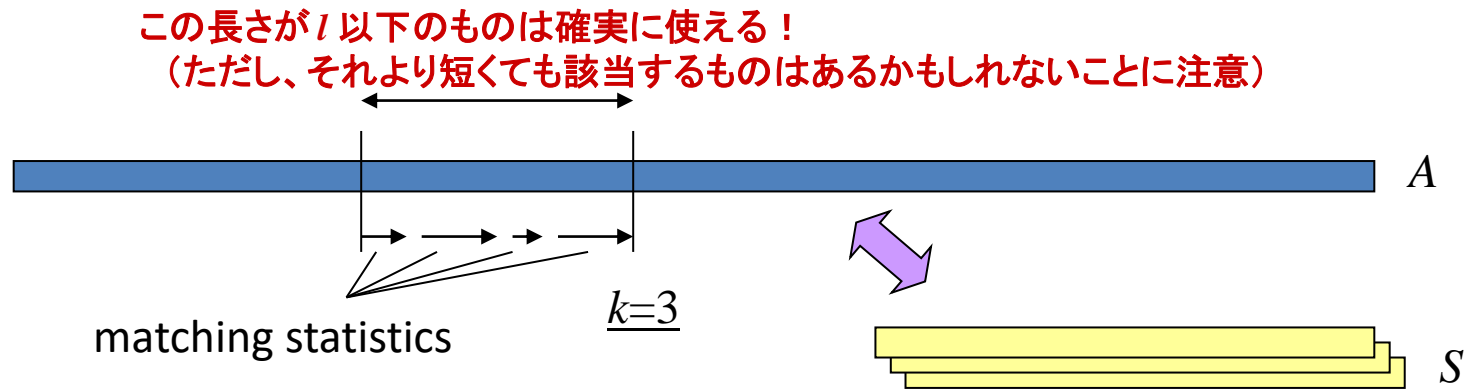 この長さが l 以下のものは確実に使える！
（ただし、それより短くても該当するものはあるかもしれないことに注意）
A
k=3
matching statistics
S